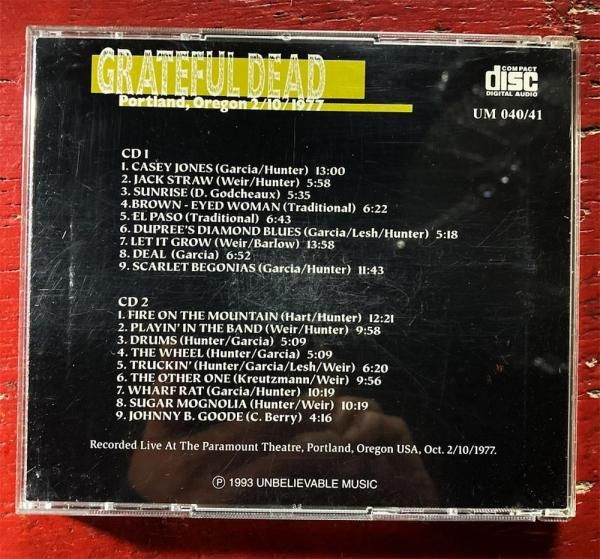 GRATEFUL DEAD
Portland, Oregon 2/10/1977
COMPACT
disc
DIGITAL AUDIO
UM 040/41
CD 1
1. CASEY JONES (Garcia/Hunter) 13:00
2. JACK STRAW (Weir/Hunter) 5:58
3. SUNRISE (D. Godcheaux) 5:35
4.BROWN - EYED WOMAN (Traditional) 6:22
5. EL PASO (Traditional) 6:43
6. DUPREE'S DIAMOND BLUES (Garcia/Lesh/Hunter) 5:18
7. LET IT GROW (Weir/Barlow) 13:58
8. DEAL (Garcia) 6:52
9. SCARLET BEGONIAS (Garcia/Hunter) 11:43
CD 2
1. FIRE ON THE MOUNTAIN (Hart/Hunter) 12:21
2. PLAYIN' IN THE BAND (Weir/Hunter) 9:58
3. DRUMS (Hunter/Garcia) 5:09
4. THE WHEEL (Hunter/Garcia) 5:09
5. TRUCKIN' (Hunter/Garcia/Lesh/Weir) 6:20
6. THE OTHER ONE (Kreutzmann/Weir) 9:56
7. WHARF RAT (Garcia/Hunter) 10:19
8. SUGAR MOGNOLIA (Hunter/Weir) 10:19
9. JOHNNY B. GOODE (C. Berry) 4:16
Recorded Live At The Paramount Theatre, Portland, Oregon USA, Oct. 2/10/1977.
℗ 1993 UNBELIEVABLE MUSIC